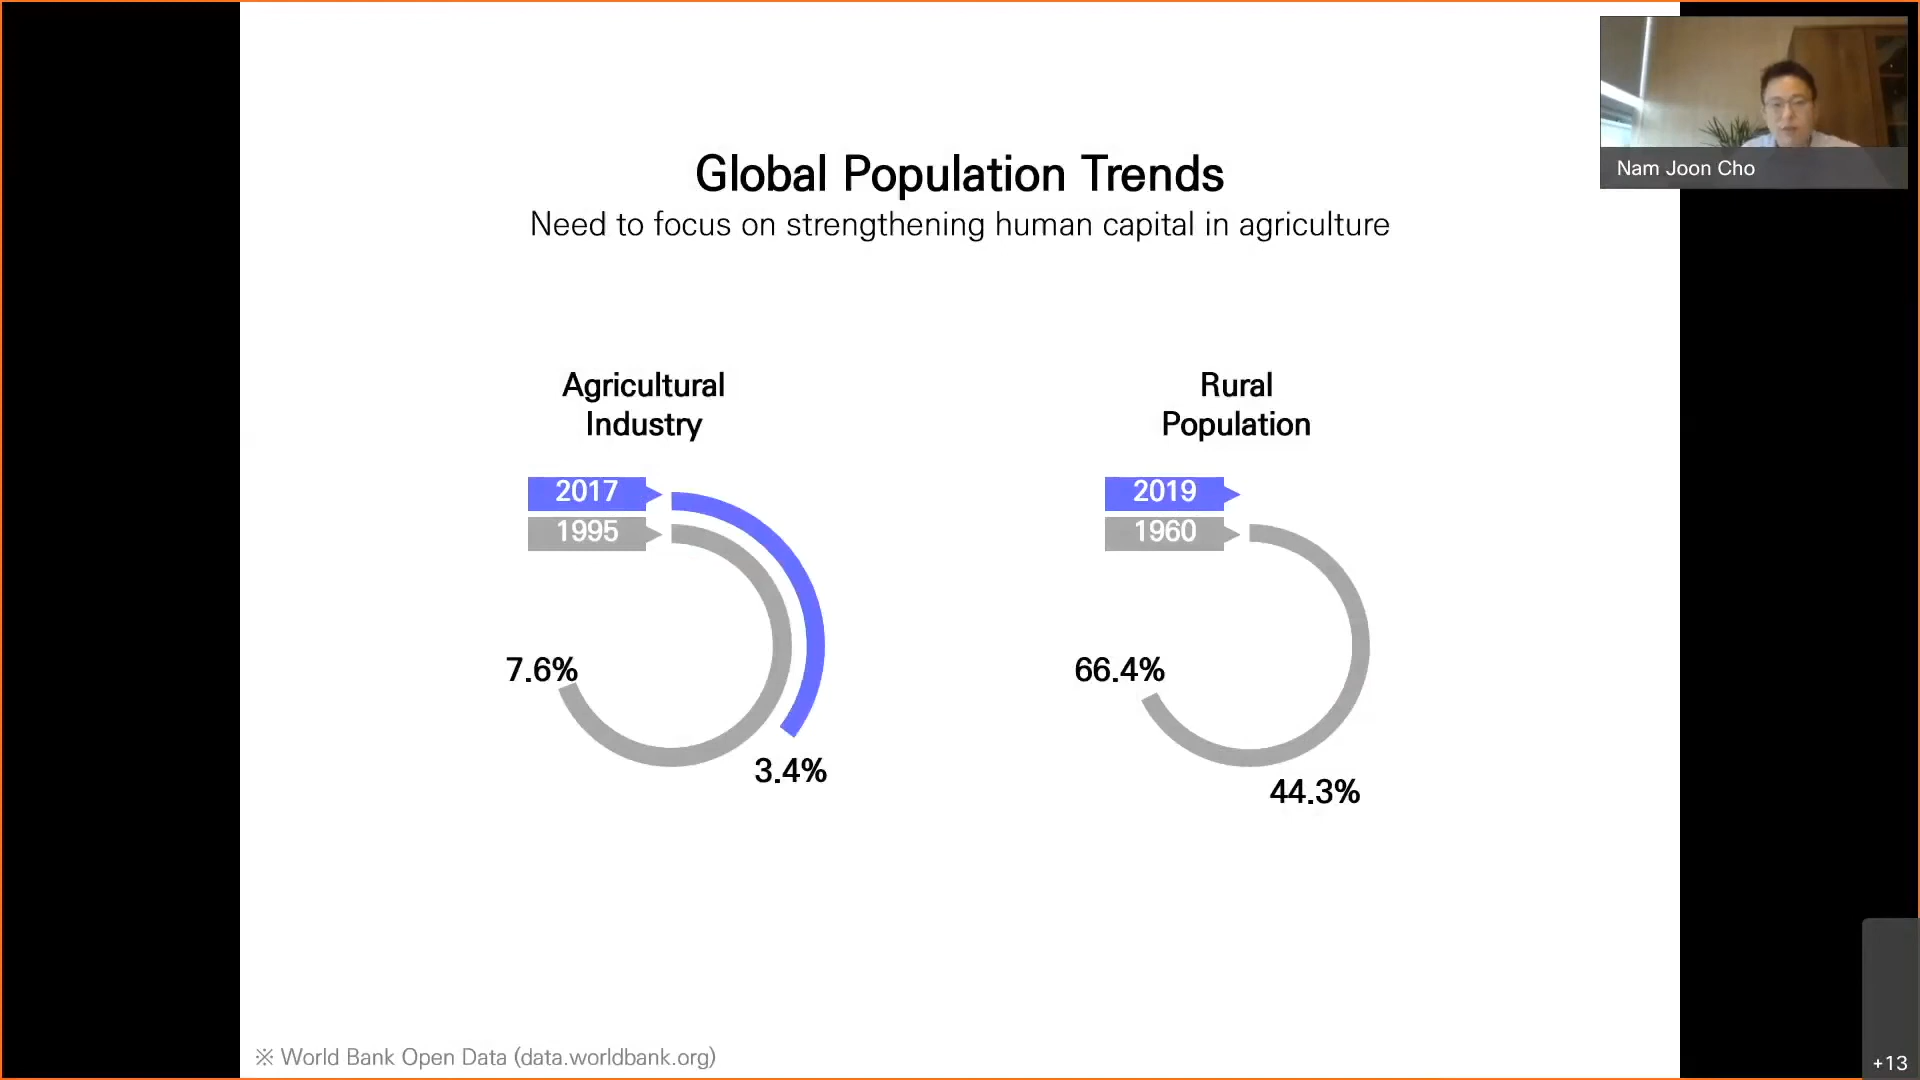 Nam Joon Cho
Global Population Trends
Need to focus on strengthening human capital in agriculture
Agricultural
Industry
2017
1995
7.6%
3.4%
Rural
Population
2019
1960
66.4%
44.3%
※ World Bank Open Data (data.worldbank.org)
+13